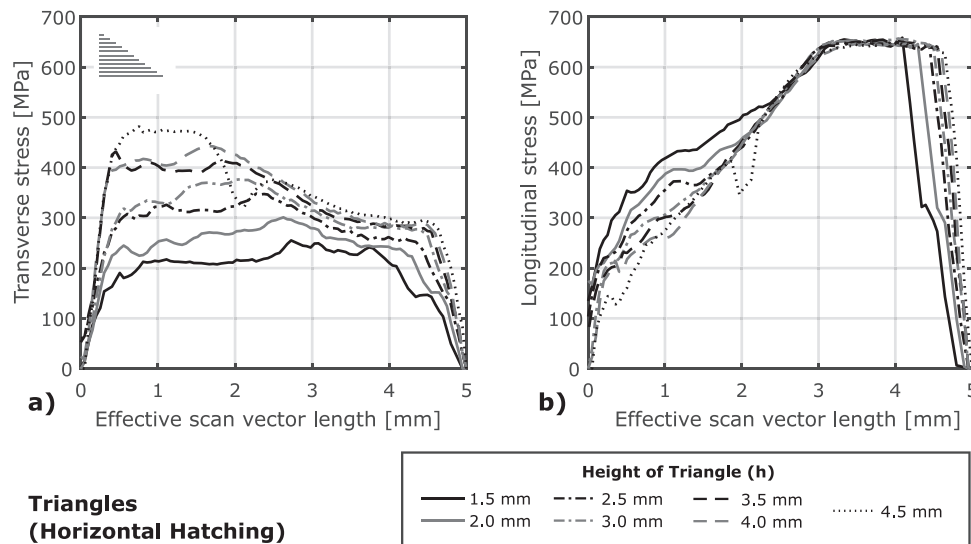 700
600
500
400
300
200
100
0
Transverse stress [MPa]
0 1 2 3 4 5
a)
Effective scan vector length [mm]
700
600
500
400
300
200
100
0
Longitudinal stress [MPa]
0 1 2 3 4 5
b)
Effective scan vector length [mm]
Triangles
(Horizontal Hatching)
Height of Triangle (h)
1.5 mm 2.5 mm 3.5 mm 4.5 mm
2.0 mm 3.0 mm 4.0 mm